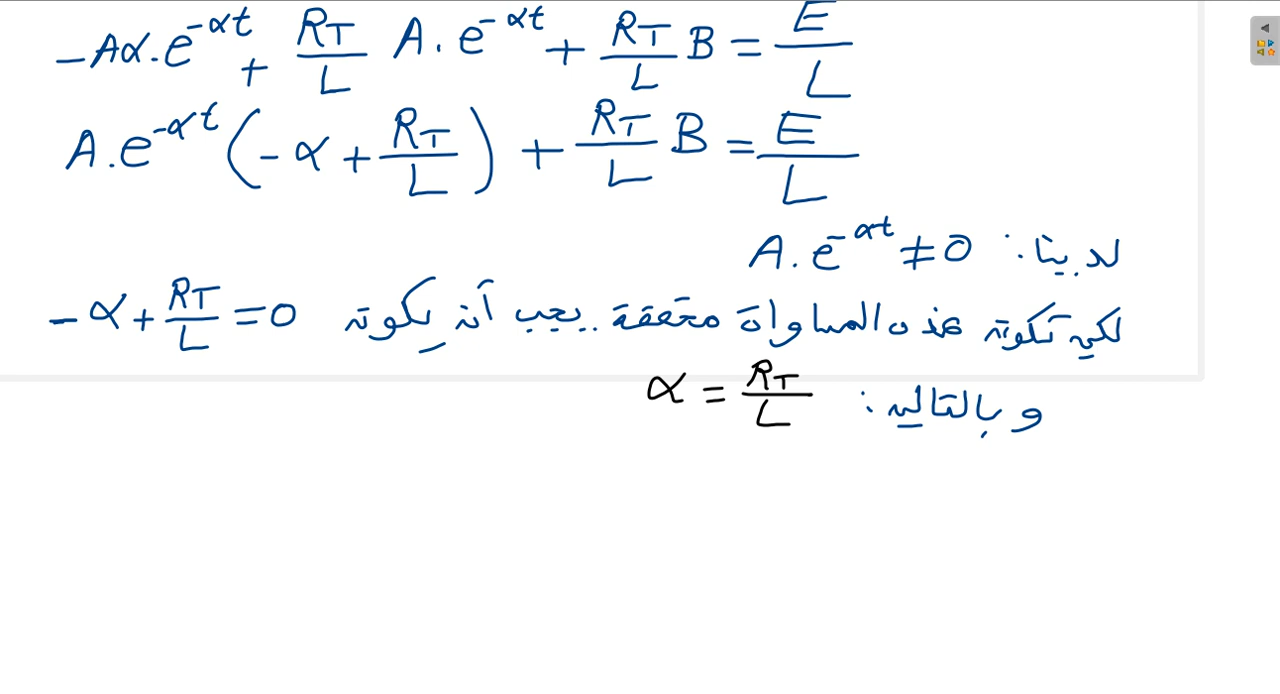 -Aα.e^{-αt} + R_T/L A.e^{-αt} + R_T/L B = E/L
A.e^{-αt} (-α + R_T/L) + R_T/L B = E/L
لدينا: A.e^{-αt} ≠ 0
لكي تكون هذه المساواة محققة يجب أن يكون -α + R_T/L = 0
وبالتالي: α = R_T/L